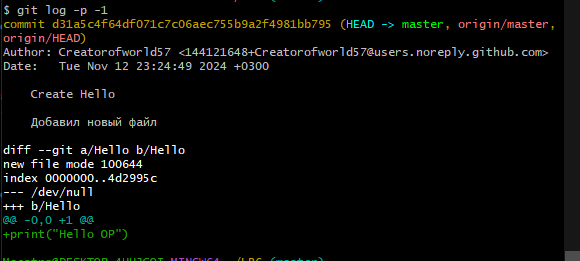 $ git log -p -1
commit d31a5c4f64df071c7c06aec755b9a2f4981bb795 (HEAD -> master, origin/master,
origin/HEAD)
Author: Creatorofworld57 <144121648+Creatorofworld57@users.noreply.github.com>
Date:   Tue Nov 12 23:24:49 2024 +0300
    Create Hello
    Добавил новый файл
diff --git a/Hello b/Hello
new file mode 100644
index 0000000..4d2995c
--- /dev/null
+++ b/Hello
@@ -0,0 +1 @@
+print("Hello OP")